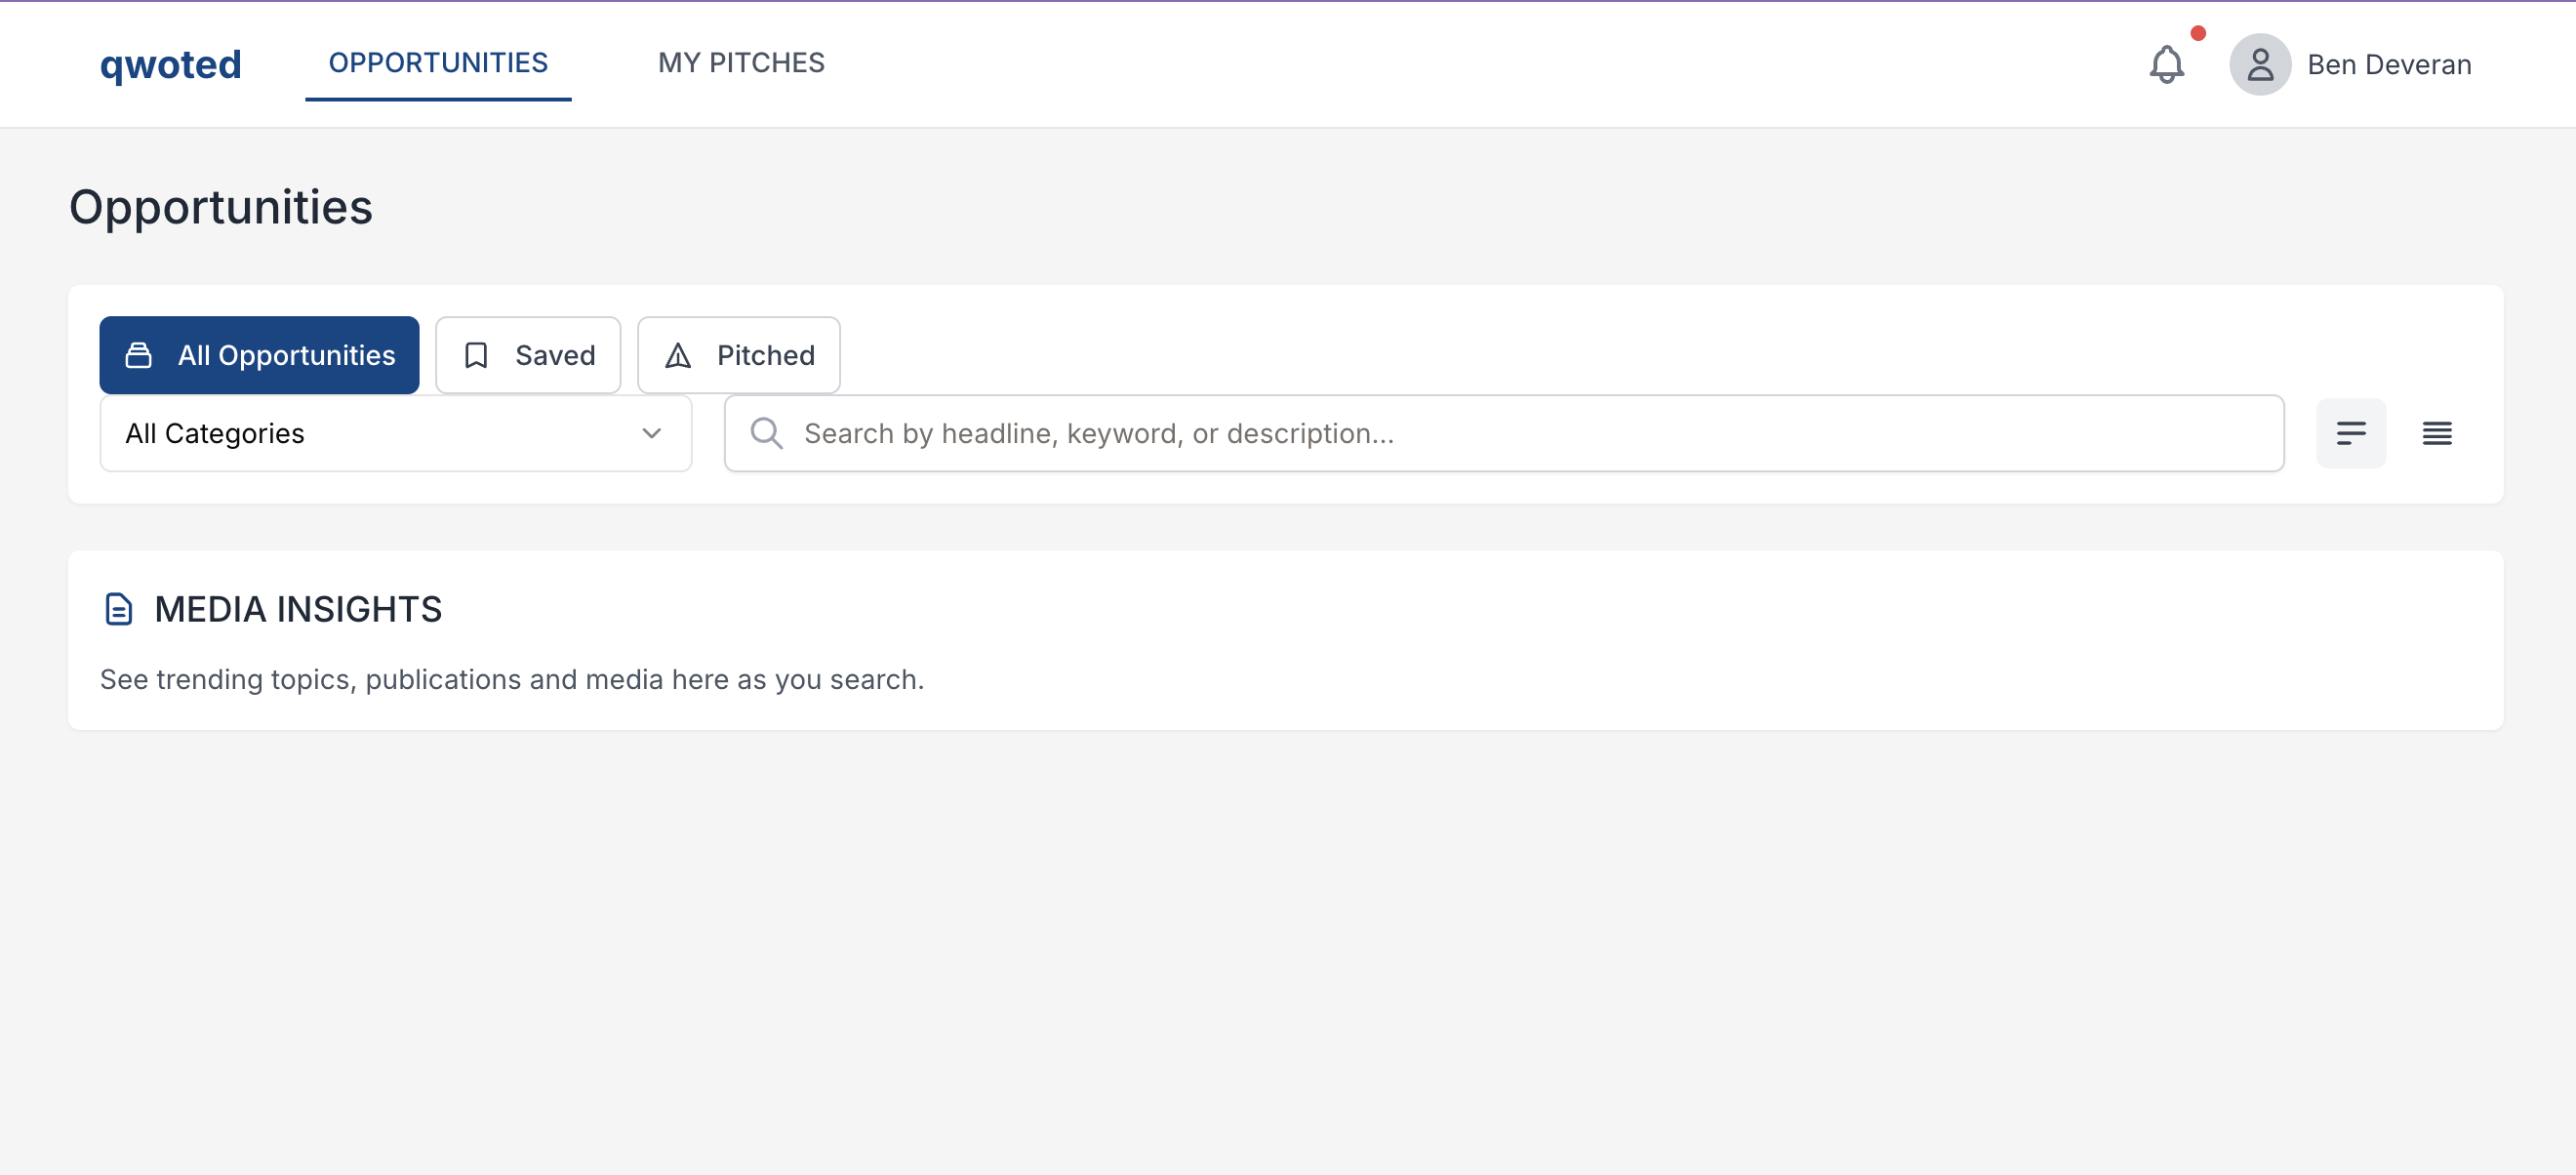 qwoted OPPORTUNITIES MY PITCHES Ben Deveran
Opportunities
All Opportunities Saved Pitched
All Categories Search by headline, keyword, or description...
MEDIA INSIGHTS
See trending topics, publications and media here as you search.